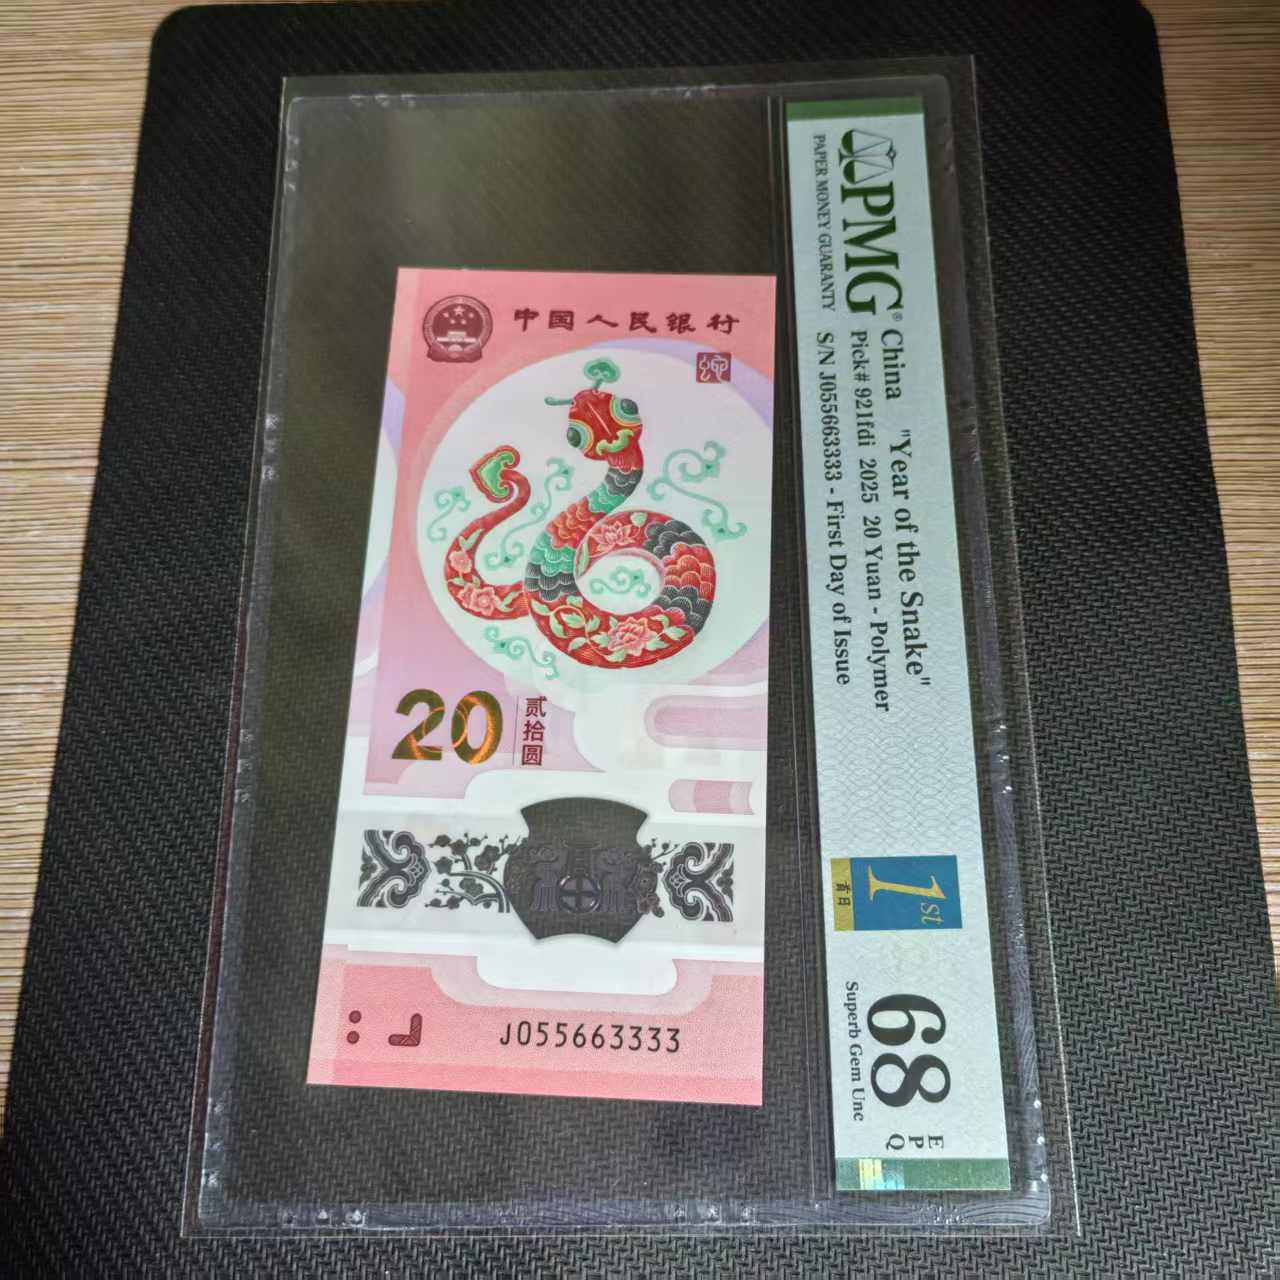 中国人民银行
20
贰拾圆
J055663333
PMG®
PAPER MONEY GUARANTY
China "Year of the Snake"
Pick# 921fdi 2025 20 Yuan - Polymer
S/N J055663333 - First Day of Issue
1st
首日
68
EPQ
Superb Gem Unc